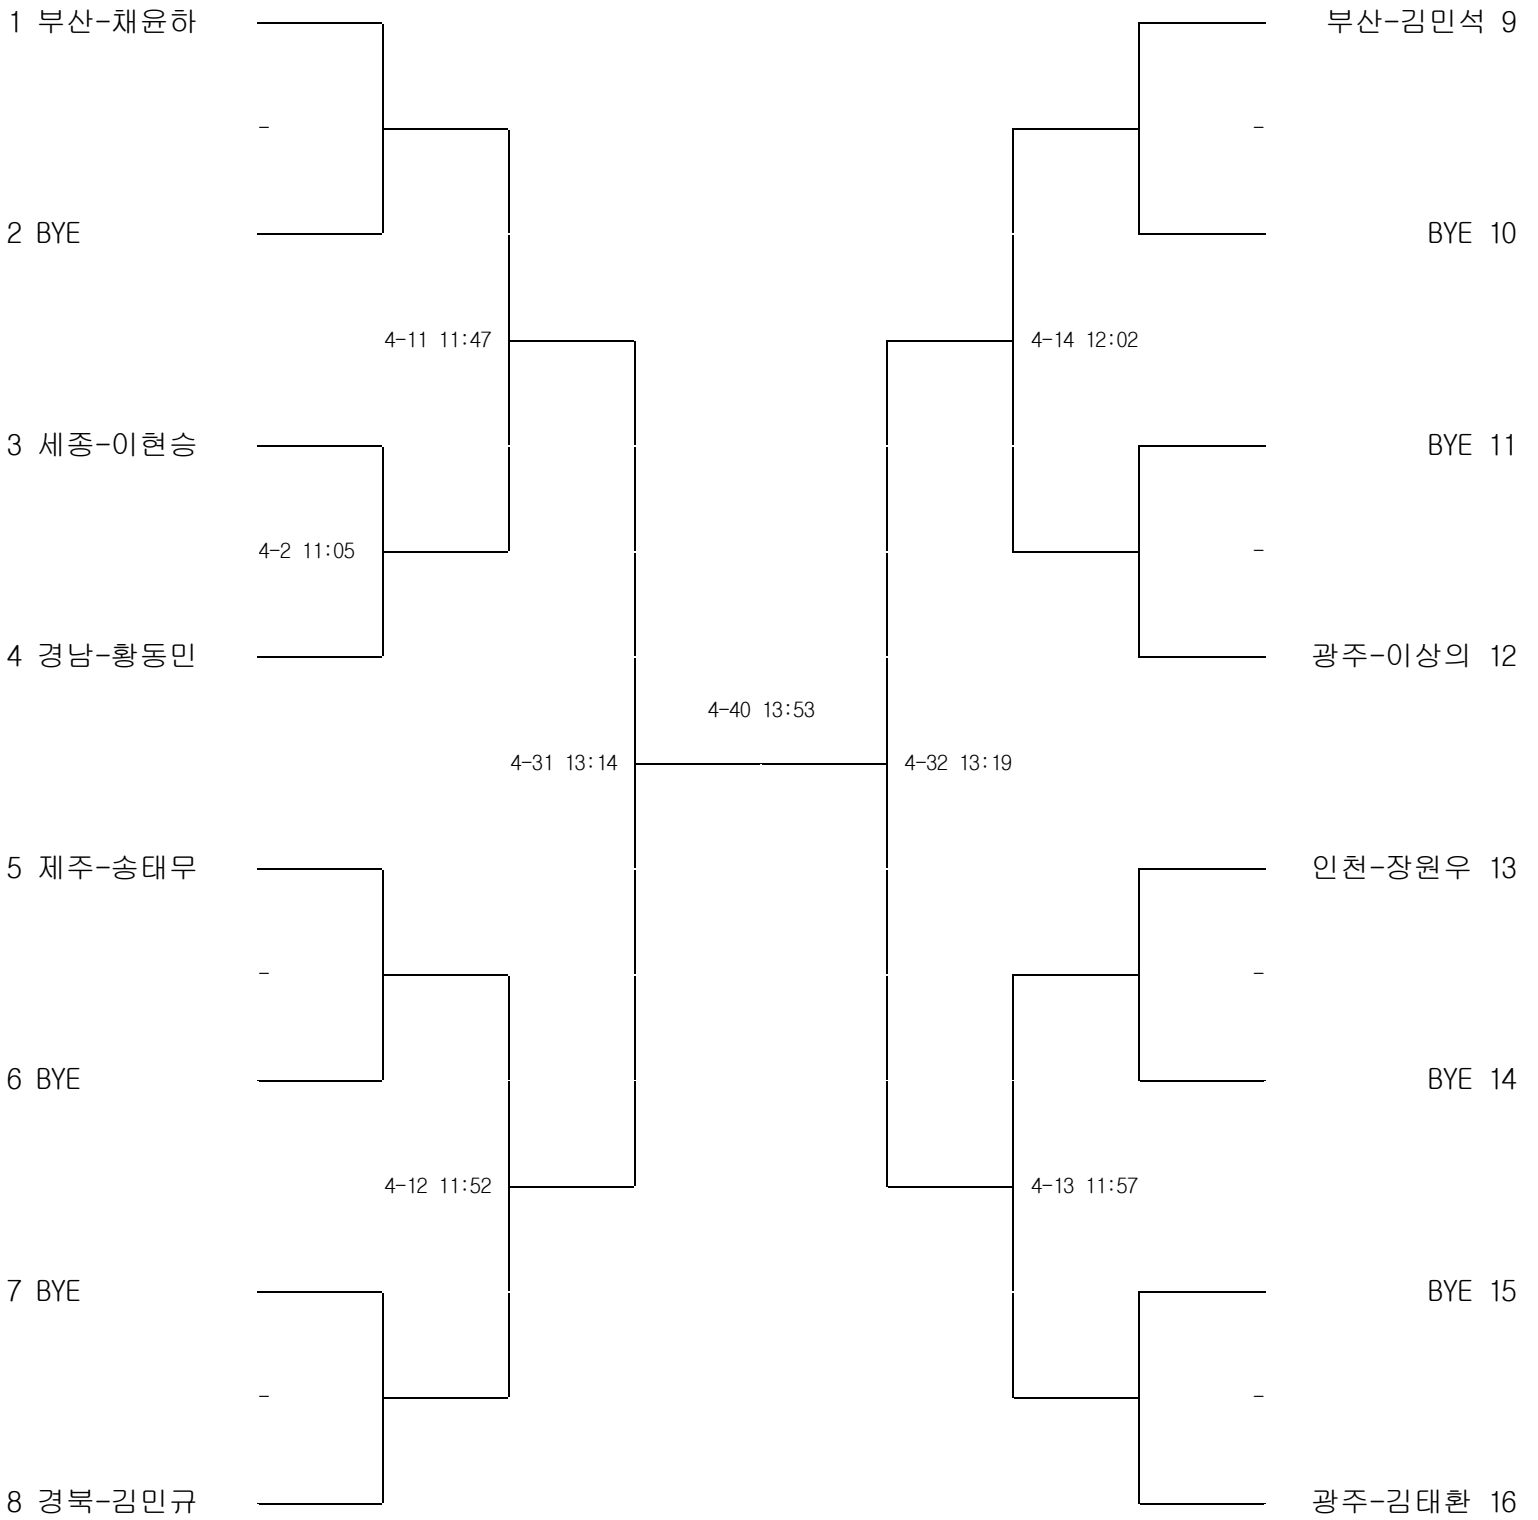 1 부산-채윤하
부산-김민석 9
-
-
2 BYE
BYE 10
4-11 11:47
4-14 12:02
3 세종-이현승
BYE 11
4-2 11:05
-
4 경남-황동민
광주-이상의 12
4-40 13:53
4-31 13:14
4-32 13:19
5 제주-송태무
인천-장원우 13
-
-
6 BYE
BYE 14
4-12 11:52
4-13 11:57
7 BYE
BYE 15
-
-
8 경북-김민규
광주-김태환 16